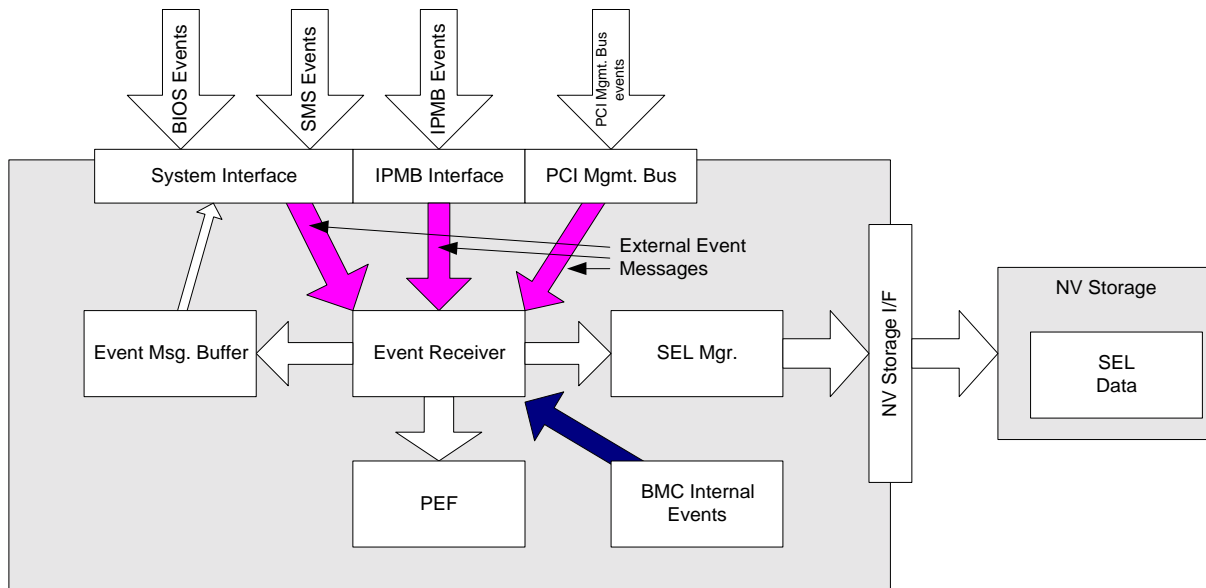 BIOS Events
SMS Events
IPMB Events
PCI Mgmt. Bus
events
System Interface
IPMB Interface
PCI Mgmt. Bus
External Event
Messages
NV Storage I/F
NV Storage
Event Msg. Buffer
Event Receiver
SEL Mgr.
SEL
Data
PEF
BMC Internal
Events